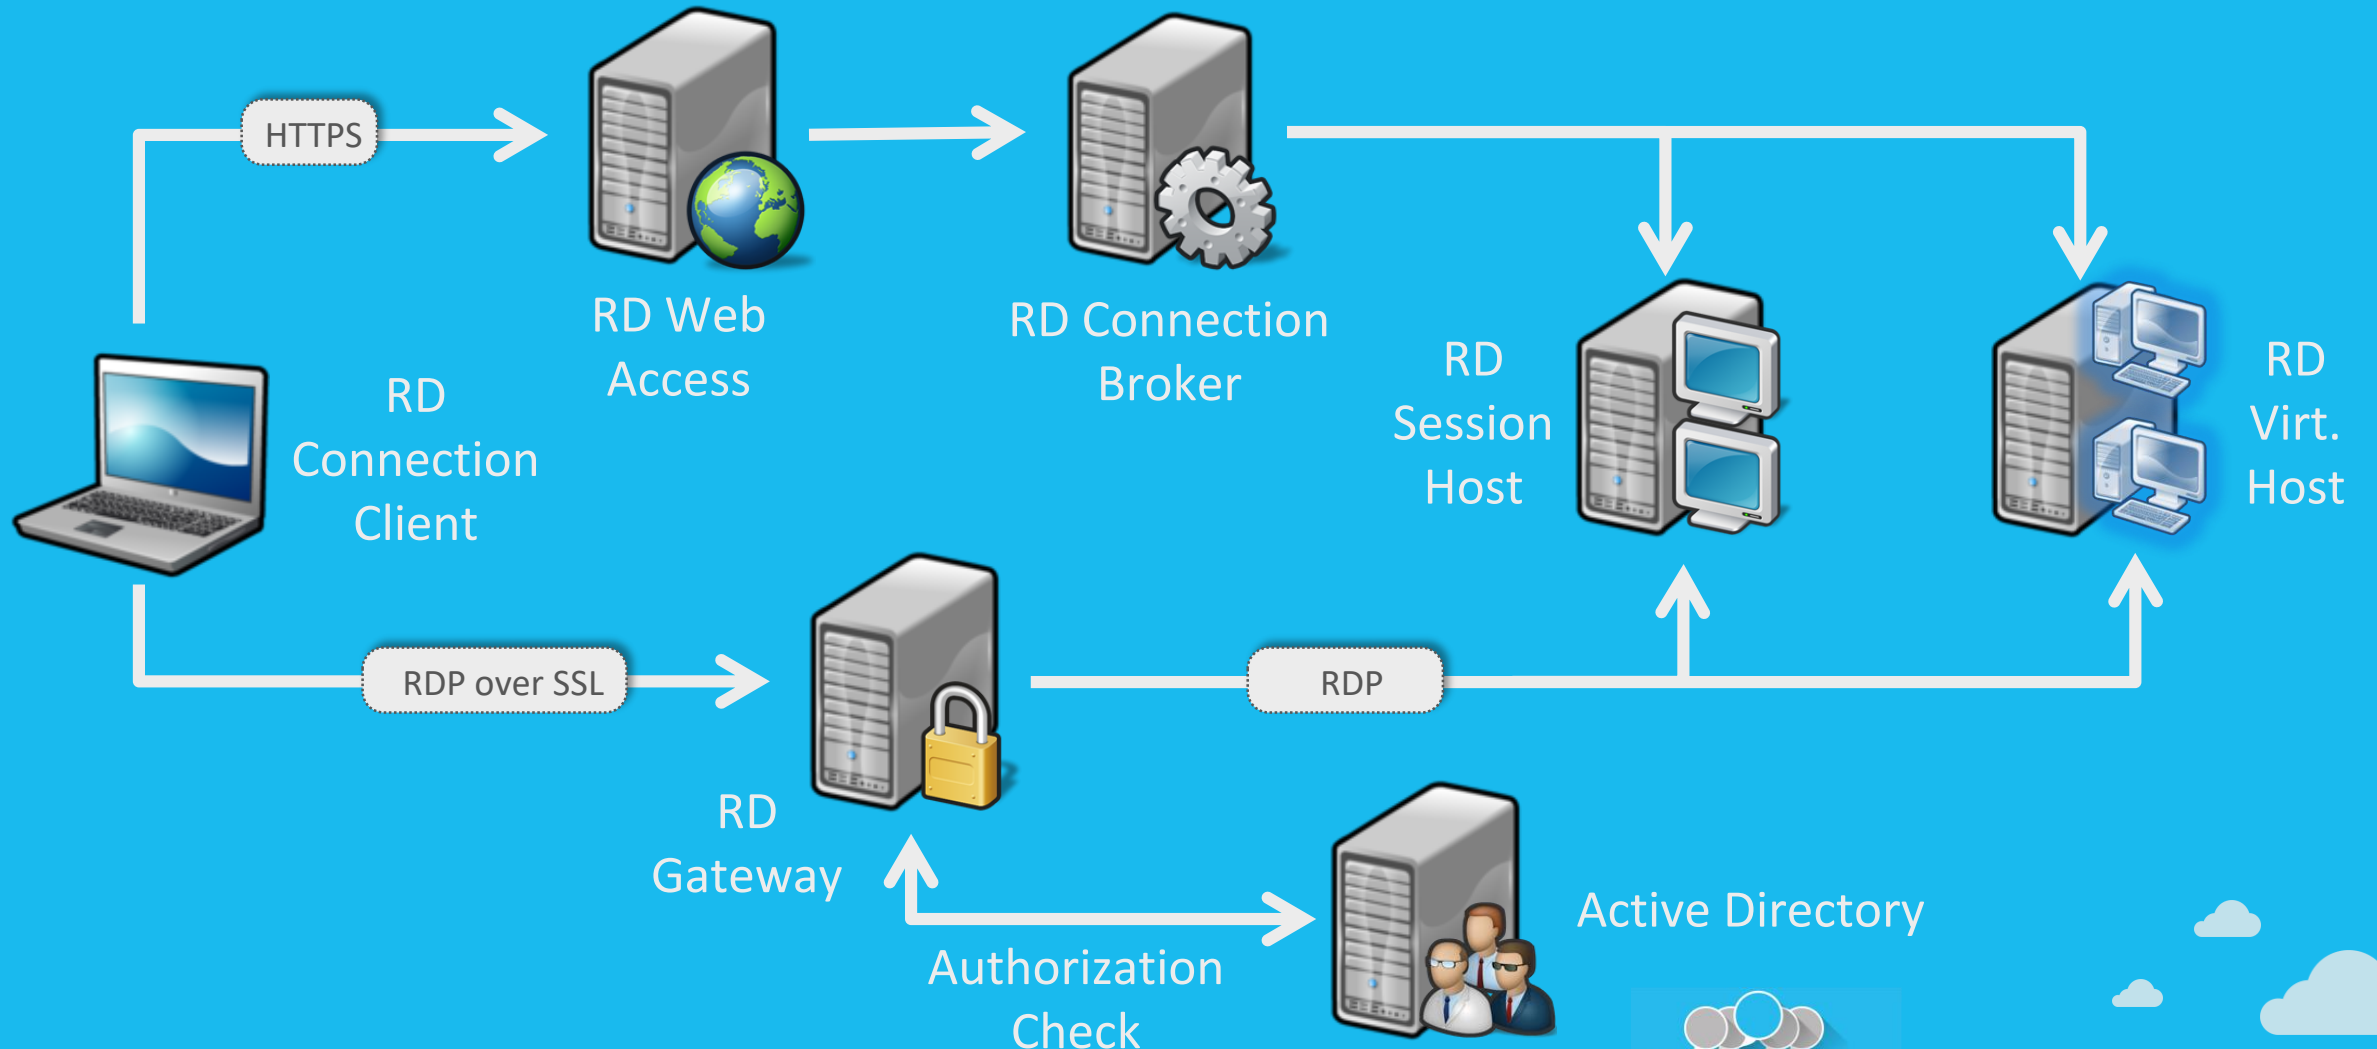 HTTPS
RD Web
Access
RD Connection
Broker
RD
Connection
Client
RD
Session
Host
RD
Virt.
Host
RDP over SSL
RDP
RD
Gateway
Authorization
Check
Active Directory